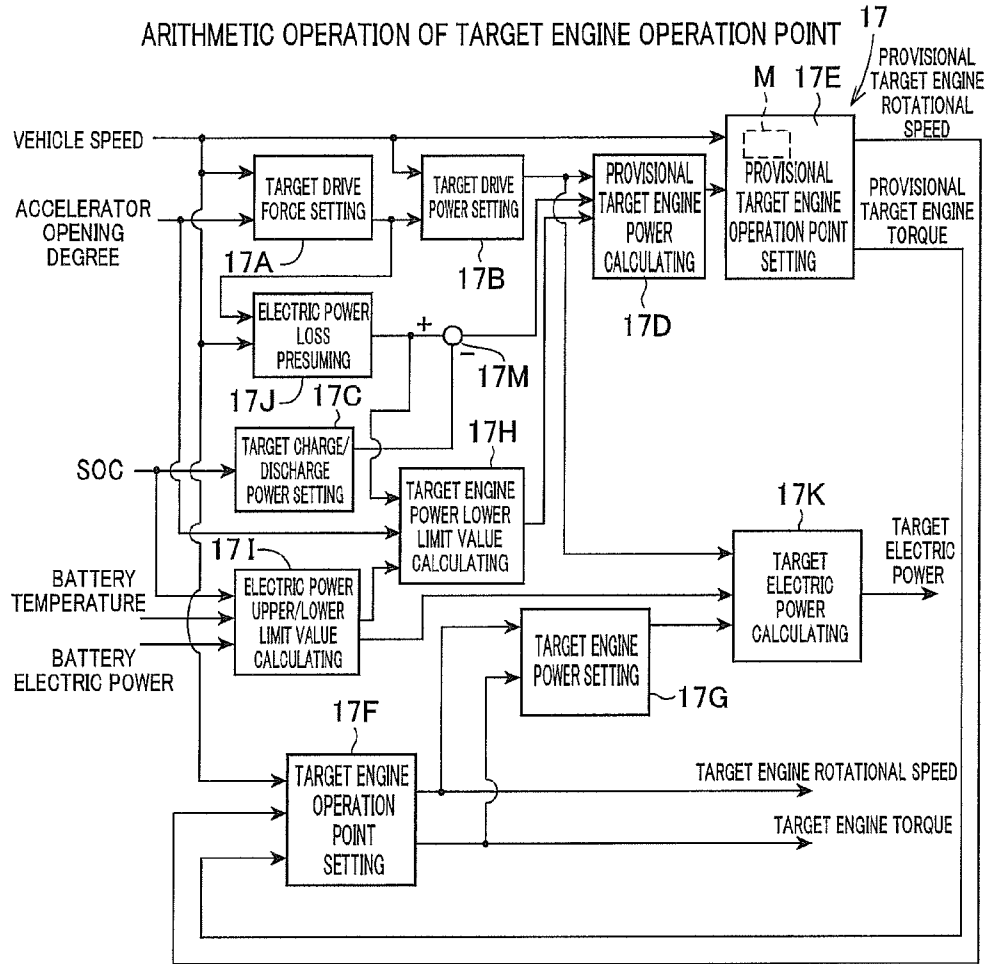 ARITHMETIC OPERATION OF TARGET ENGINE OPERATION POINT
17
PROVISIONAL
TARGET ENGINE
ROTATIONAL
SPEED
M
17E
VEHICLE SPEED
ACCELERATOR
OPENING
DEGREE
TARGET DRIVE
FORCE SETTING
17A
TARGET DRIVE
POWER SETTING
17B
PROVISIONAL
TARGET ENGINE
POWER
CALCULATING
17D
PROVISIONAL
TARGET ENGINE
OPERATION POINT
SETTING
PROVISIONAL
TARGET ENGINE
TORQUE
ELECTRIC POWER
LOSS
PRESUMING
17J
+
−
17M
17C
SOC
TARGET CHARGE/
DISCHARGE
POWER SETTING
17H
TARGET ENGINE
POWER LOWER
LIMIT VALUE
CALCULATING
17I
BATTERY
TEMPERATURE
BATTERY
ELECTRIC POWER
ELECTRIC POWER
UPPER/LOWER
LIMIT VALUE
CALCULATING
17K
TARGET
ELECTRIC
POWER
CALCULATING
TARGET
ELECTRIC
POWER
TARGET ENGINE
POWER SETTING
17G
17F
TARGET ENGINE
OPERATION
POINT
SETTING
TARGET ENGINE ROTATIONAL SPEED
TARGET ENGINE TORQUE